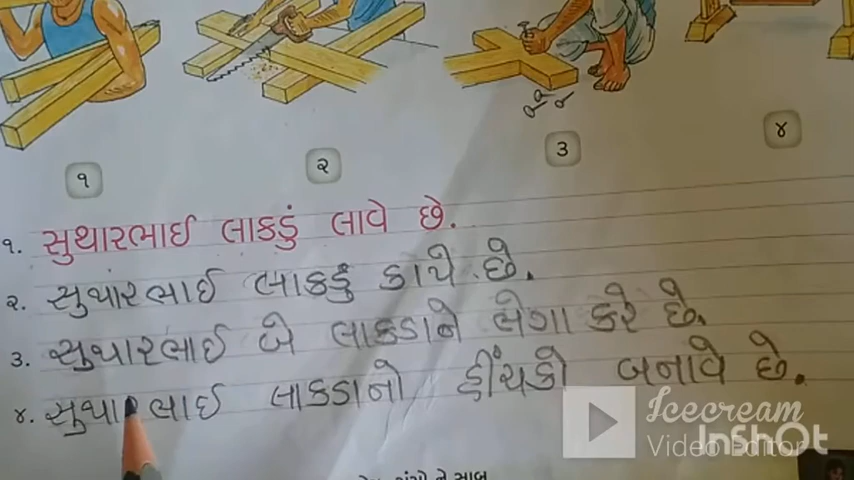 ૧
૨
૩
૪
૧. સુથારભાઈ લાકડું લાવે છે.
૨. સુથારભાઈ લાકડું કાપે છે.
૩. સુથારભાઈ બે લાકડાને ભેગા કરે છે.
૪. સુથારભાઈ લાકડાનો હીંચકો બનાવે છે.
Icecream
Video Editor
InShOt